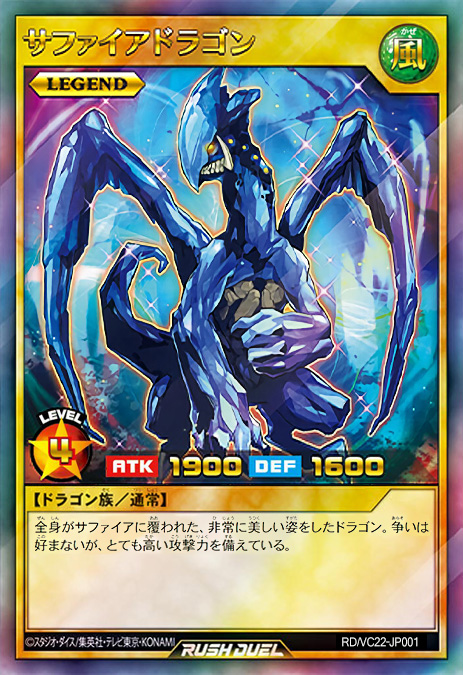 サファイアドラゴン
かぜ
風
LEGEND
LEVEL
4
ATK 1900 DEF 1600
【ドラゴン族／通常】
全身がサファイアに覆われた、非常に美しい姿をしたドラゴン。争いは
好まないが、とても高い攻撃力を備えている。
©スタジオ・ダイス/集英社・テレビ東京・KONAMI
RUSH DUEL
RD/VC22-JP001